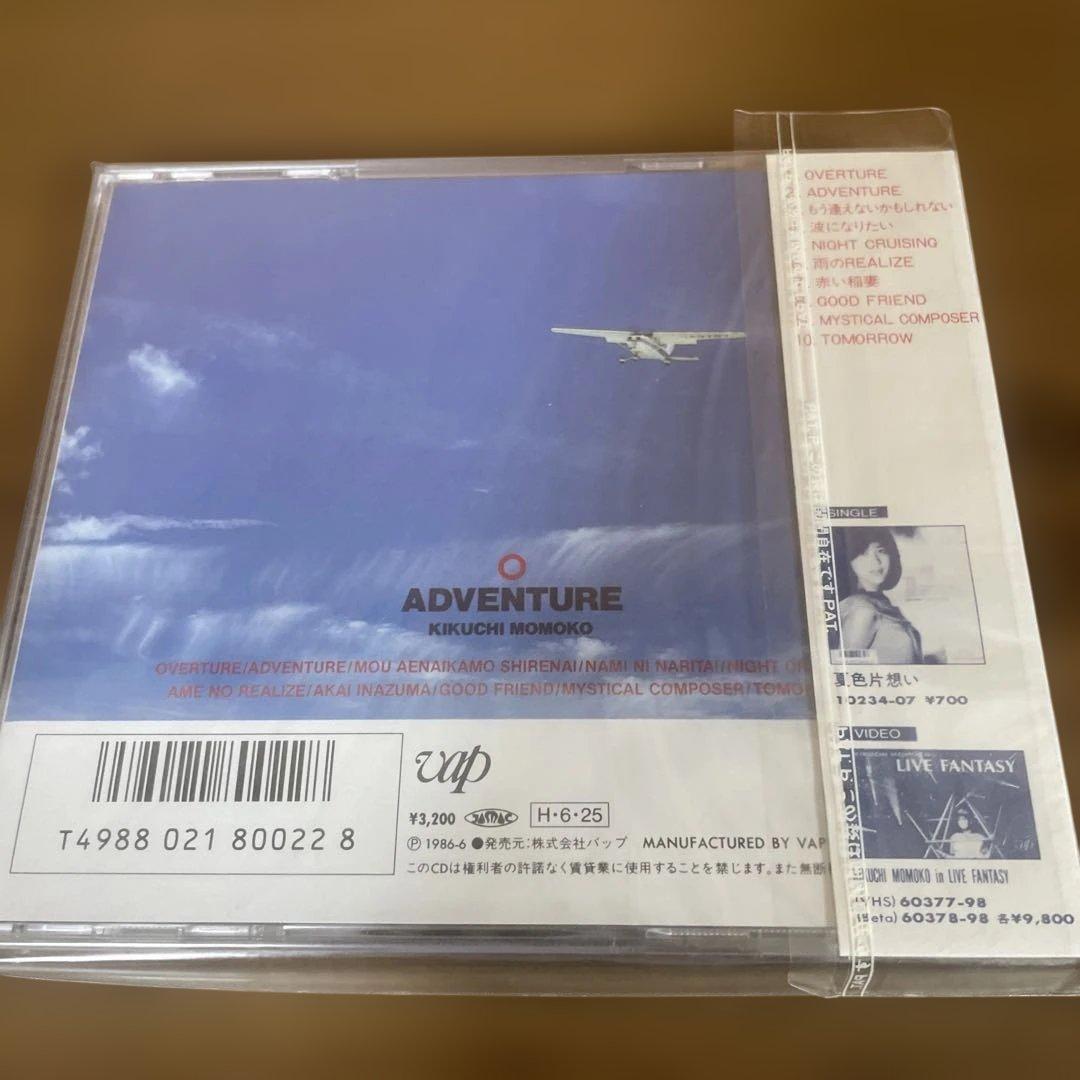 OVERTURE
ADVENTURE
もう逢えないかもしれない
波になりたい
NIGHT CRUISING
雨のREALIZE
赤い稲妻
GOOD FRIEND
MYSTICAL COMPOSER
10. TOMORROW
ADVENTURE
KIKUCHI MOMOKO
OVERTURE/ADVENTURE/MOU AENAIKAMO SHIRENAI/NAMI NI NARITAI/NIGHT
AME NO REALIZE/AKAI INAZUMA/GOOD FRIEND/MYSTICAL COMPOSER/TOMO
SINGLE
夏色片想い
10234-07 ¥700
VIDEO
LIVE FANTASY
KUCHI MOMOKO in LIVE FANTASY
(VHS) 60377-98
(Beta) 60378-98 各¥9,800
vap
T4988 021 80022 8
¥3,200 JASRAC H・6・25
Ⓟ 1986-6 ●発売元:株式会社バップ MANUFACTURED BY VAP
このCDは権利者の許諾なく賃貸業に使用することを禁じます。また無断